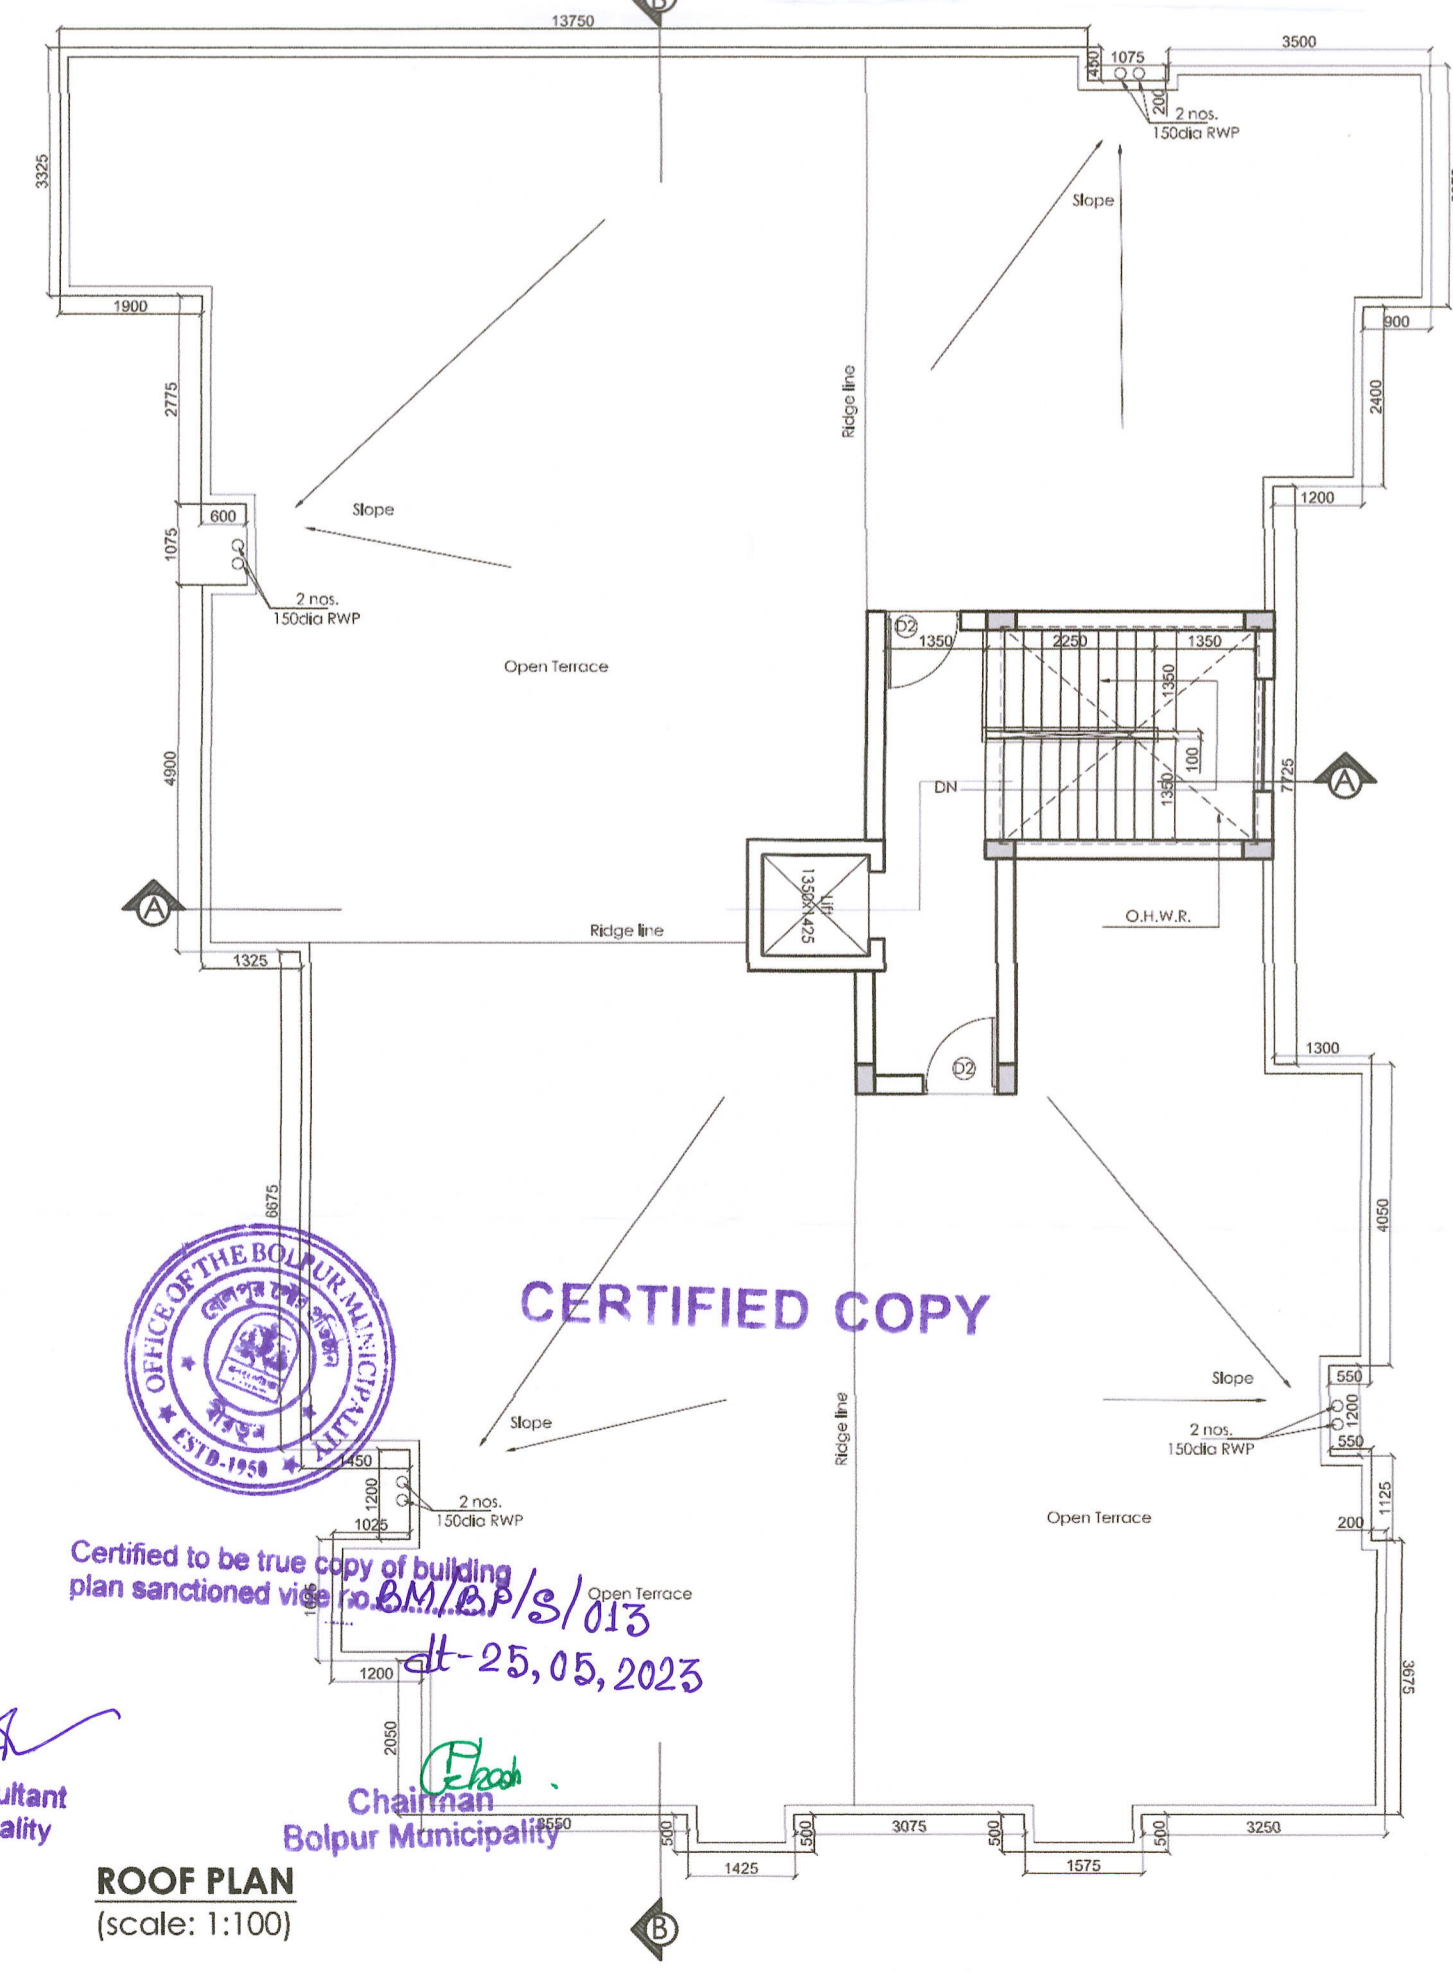 B
13750
3500
450
1075
200
2 nos.
150dia RWP
3325
Slope
1900
900
2775
Ridge line
2400
1200
600
Slope
1075
2 nos.
150dia RWP
D2
1350
2250
1350
Open Terrace
1350
100
7725
4900
DN
1350
A
A
Lift
1350X1425
O.H.W.R.
Ridge line
1325
1300
D2
6675
4050
OFFICE OF THE BOLPUR MUNICIPALITY
ESTD-1950
CERTIFIED COPY
Slope
550
1200
Slope
Ridge line
2 nos.
150dia RWP
550
1450
1200
2 nos.
150dia RWP
1125
200
1025
Open Terrace
Certified to be true copy of building
plan sanctioned vide no. BM/BP/S/013
Open Terrace
dt-25,05,2023
1200
3675
2050
Chairman
Bolpur Municipality
500
1425
500
3075
500
1575
500
3250
ROOF PLAN
(scale: 1:100)
B